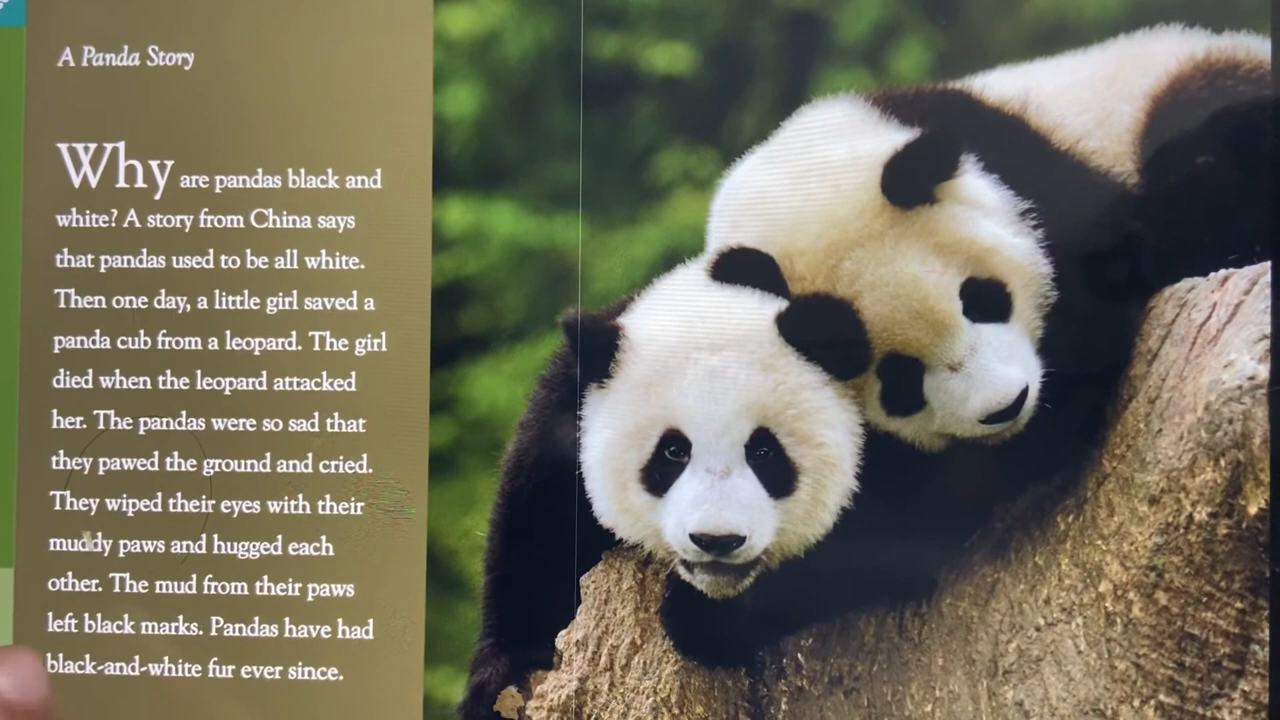 A Panda Story
Why are pandas black and
white? A story from China says
that pandas used to be all white.
Then one day, a little girl saved a
panda cub from a leopard. The girl
died when the leopard attacked
her. The pandas were so sad that
they pawed the ground and cried.
They wiped their eyes with their
muddy paws and hugged each
other. The mud from their paws
left black marks. Pandas have had
black-and-white fur ever since.